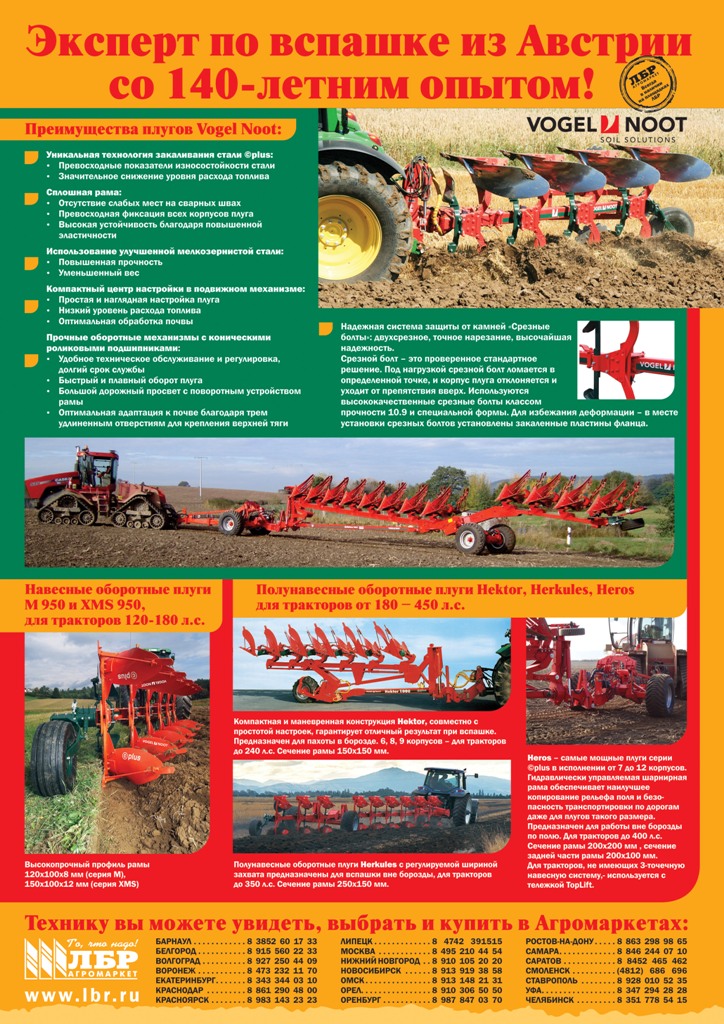 Эксперт по вспашке из Австрии
со 140-летним опытом!
ЛБР
VOGEL NOOT
SOIL SOLUTIONS
Преимущества плугов Vogel Noot:
Уникальная технология закаливания стали ©plus:
• Превосходные показатели износостойкости стали
• Значительное снижение уровня расхода топлива
Сплошная рама:
• Отсутствие слабых мест на сварных швах
• Превосходная фиксация всех корпусов плуга
• Высокая устойчивость благодаря повышенной
эластичности
Использование улучшенной мелкозернистой стали:
• Повышенная прочность
• Уменьшенный вес
Компактный центр настройки в подвижном механизме:
• Простая и наглядная настройка плуга
• Низкий уровень расхода топлива
• Оптимальная обработка почвы
Прочные оборотные механизмы с коническими
роликовыми подшипниками:
• Удобное техническое обслуживание и регулировка,
долгий срок службы
• Быстрый и плавный оборот плуга
• Большой дорожный просвет с поворотным устройством
рамы
• Оптимальная адаптация к почве благодаря трем
удлиненным отверстиям для крепления верхней тяги
Надежная система защиты от камней «Срезные
болты»: двухсрезное, точное нарезание, высочайшая
надежность.
Срезной болт – это проверенное стандартное
решение. Под нагрузкой срезной болт ломается в
определенной точке, и корпус плуга отклоняется и
уходит от препятствия вверх. Используются
высококачественные срезные болты классом
прочности 10.9 и специальной формы. Для избежания деформации – в месте
установки срезных болтов установлены закаленные пластины фланца.
VOGEL
Навесные оборотные плуги
M 950 и XMS 950,
для тракторов 120-180 л.с.
©plus
Высокопрочный профиль рамы
120x100x8 мм (серия М),
150x100x12 мм (серия XMS)
Полунавесные оборотные плуги Hektor, Herkules, Heros
для тракторов от 180 – 450 л.с.
Компактная и маневренная конструкция Hektor, совместно с
простотой настроек, гарантирует отличный результат при вспашке.
Предназначен для пахоты в борозде. 6, 8, 9 корпусов – для тракторов
до 240 л.с. Сечение рамы 150x150 мм.
Полунавесные оборотные плуги Herkules с регулируемой шириной
захвата предназначены для вспашки вне борозды, для тракторов
до 350 л.с. Сечение рамы 250x150 мм.
Heros – самые мощные плуги серии
©plus в исполнении от 7 до 12 корпусов.
Гидравлически управляемая шарнирная
рама обеспечивает наилучшее
копирование рельефа поля и безо-
пасность транспортировки по дорогам
даже для плугов такого размера.
Предназначен для работы вне борозды
по полю. Для тракторов до 400 л.с.
Сечение рамы 200x200 мм , сечение
задней части рамы 200x100 мм.
Для тракторов, не имеющих 3-точечную
навесную систему,- используется с
тележкой TopLift.
Технику вы можете увидеть, выбрать и купить в Агромаркетах:
То, что надо!
ЛБР
АГРОМАРКЕТ
www.lbr.ru
БАРНАУЛ . . . . . . . . . . . . 8 3852 60 17 33
БЕЛГОРОД . . . . . . . . . . . 8 915 560 22 33
ВОЛГОГРАД . . . . . . . . . . 8 927 250 44 09
ВОРОНЕЖ . . . . . . . . . . . 8 473 232 11 70
ЕКАТЕРИНБУРГ . . . . . . . 8 343 344 03 10
КРАСНОДАР . . . . . . . . . . 8 861 290 48 00
КРАСНОЯРСК . . . . . . . . . 8 983 143 23 23
ЛИПЕЦК . . . . . . . . . . . . . 8 4742 391515
МОСКВА . . . . . . . . . . . . . 8 495 210 44 54
НИЖНИЙ НОВГОРОД . . 8 910 105 20 20
НОВОСИБИРСК . . . . . . . 8 913 919 38 58
ОМСК . . . . . . . . . . . . . . . 8 913 148 21 31
ОРЕЛ . . . . . . . . . . . . . . . 8 910 306 50 50
ОРЕНБУРГ . . . . . . . . . . . 8 987 847 03 70
РОСТОВ-НА-ДОНУ . . . . . 8 863 298 98 65
САМАРА . . . . . . . . . . . . . 8 846 244 07 10
САРАТОВ . . . . . . . . . . . . 8 8452 465 462
СМОЛЕНСК . . . . . . . . . . (4812) 686 696
СТАВРОПОЛЬ . . . . . . . . 8 928 010 52 35
УФА . . . . . . . . . . . . . . . . 8 347 294 28 28
ЧЕЛЯБИНСК . . . . . . . . . 8 351 778 54 15